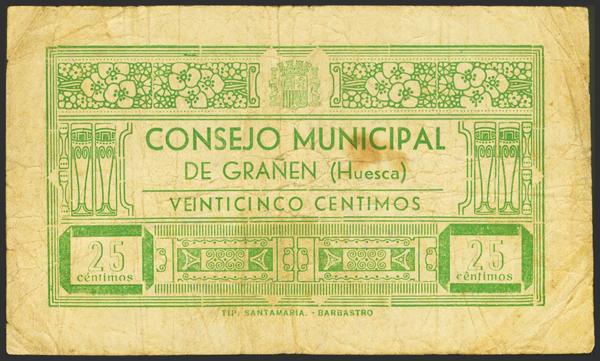 CONSEJO MUNICIPAL
DE GRAÑEN (Huesca)
VEINTICINCO CENTIMOS
25 céntimos
25 céntimos
TIP. SANTAMARIA. - BARBASTRO